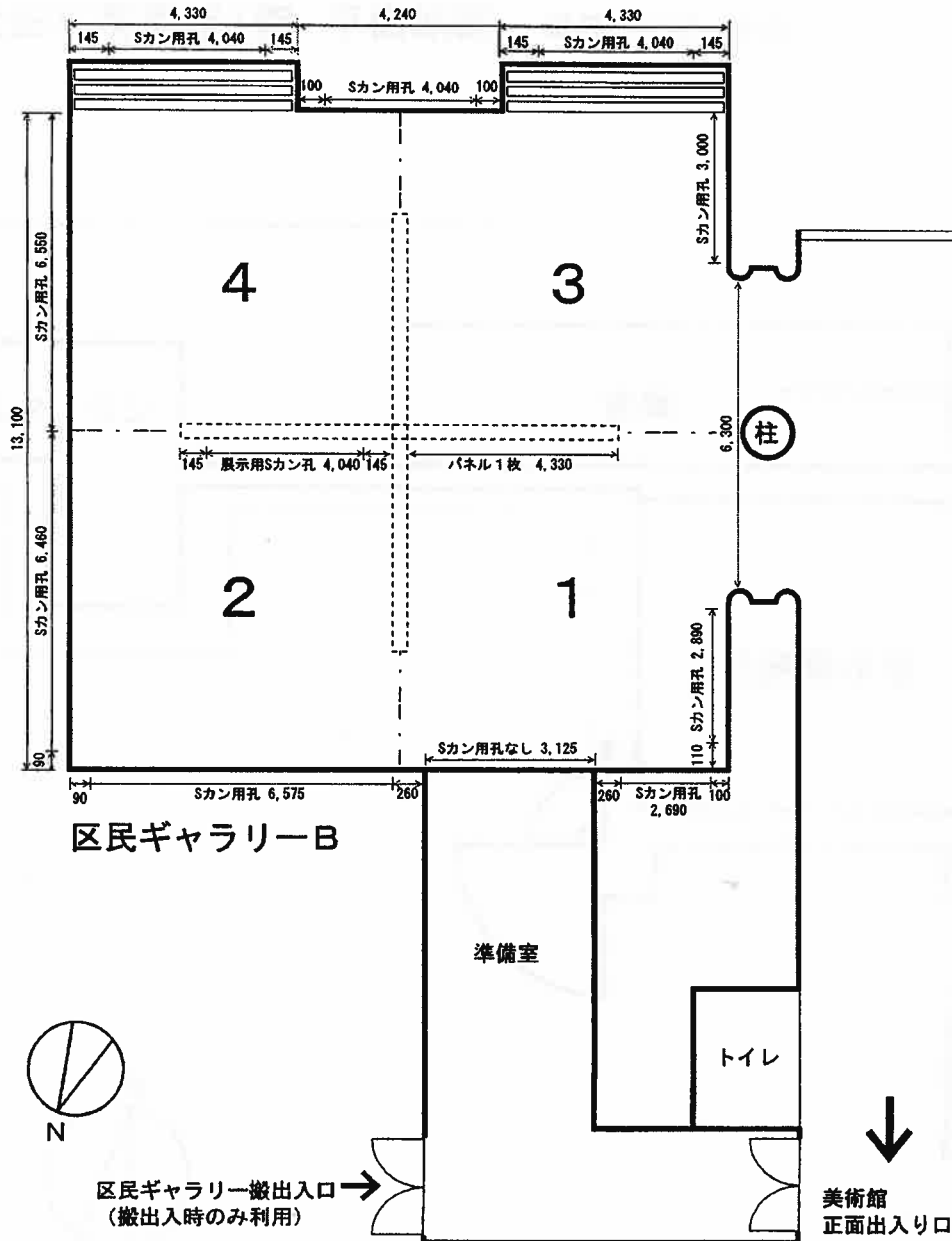 4,330
4,240
4,330
145
Sカン用孔 4,040
145
145
Sカン用孔 4,040
145
100
Sカン用孔 4,040
100
Sカン用孔 3,000
Sカン用孔 6,550
4
3
13,100
6,300
柱
145
展示用Sカン孔 4,040
145
パネル1枚 4,330
Sカン用孔 6,460
2
1
Sカン用孔 2,890
110
90
Sカン用孔なし 3,125
90
Sカン用孔 6,575
260
260
Sカン用孔
2,690
100
区民ギャラリーB
準備室
トイレ
N
区民ギャラリー搬出入口
(搬出入時のみ利用)
美術館
正面出入り口